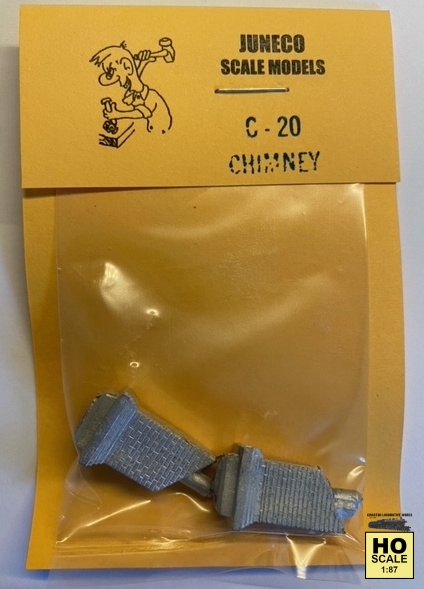 JUNECO
SCALE MODELS
C - 20
CHIMNEY
HO
SCALE
1:87